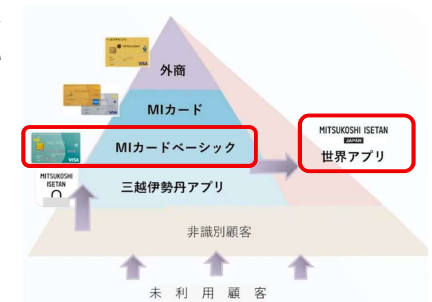 外商
MIカード
MIカードベーシック
三越伊勢丹アプリ
MITSUKOSHI
ISETAN
VISA
VISA
MITSUKOSHI ISETAN
JAPAN
世界アプリ
非識別顧客
未利用顧客